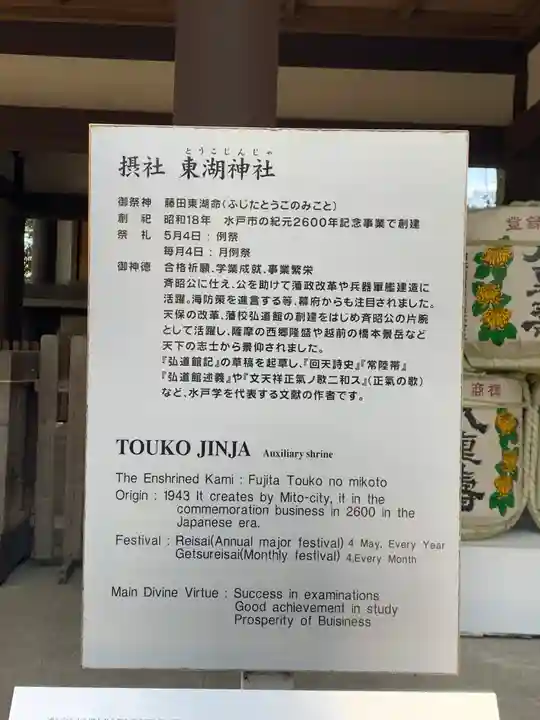 とうこじんじゃ
摂社 東湖神社
御祭神 藤田東湖命(ふじたとうこのみこと)
創祀 昭和18年 水戸市の紀元2600年記念事業で創建
祭礼 5月4日:例祭
毎月4日:月例祭
御神徳 合格祈願、学業成就、事業繁栄
斉昭公に仕え、公を助けて藩政改革や兵器軍艦建造に
活躍。海防策を進言する等、幕府からも注目されました。
天保の改革、藩校弘道館の創建をはじめ斉昭公の片腕
として活躍し、薩摩の西郷隆盛や越前の橋本景岳など
天下の志士から景仰されました。
『弘道館記』の草稿を起草し、『回天詩史』『常陸帯』
『弘道館述義』や『文天祥正氣ノ歌二和ス』(正氣の歌)
など、水戸学を代表する文献の作者です。
TOUKO JINJA Auxiliary shrine
The Enshrined Kami : Fujita Touko no mikoto
Origin : 1943 It creates by Mito-city, it in the
commemoration business in 2600 in the
Japanese era.
Festival : Reisai(Annual major festival) 4 May, Every Year
Getsureisai(Monthly festival) 4,Every Month
Main Divine Virtue : Success in examinations
Good achievement in study
Prosperity of Buisiness